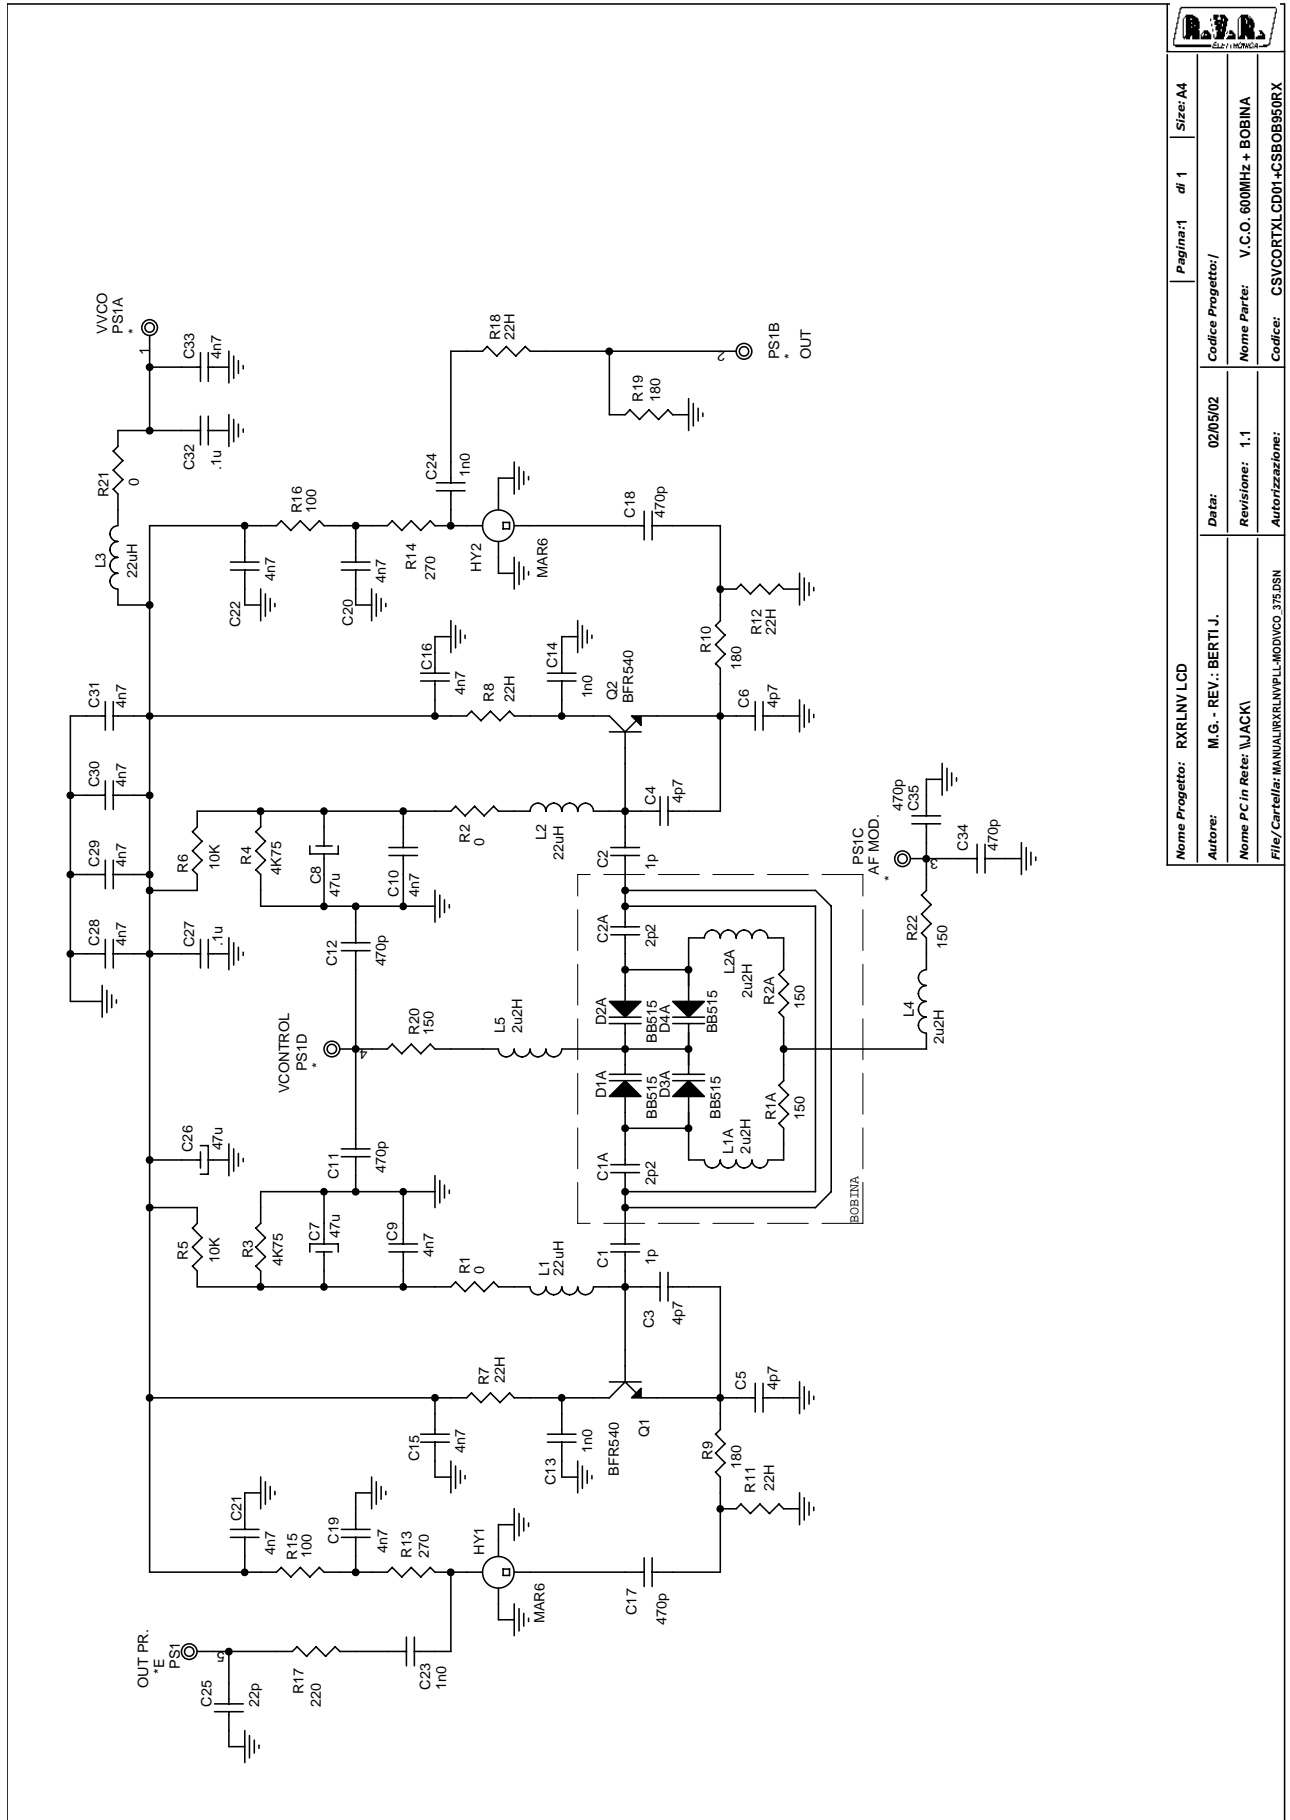 R.V.R.
ELETTRONICA
Nome Progetto: RXRLNV LCD
Pagina:1 di 1
Size:A4
Autore: M.G. - REV.: BERTI J.
Data: 02/05/02
Codice Progetto:/
Nome PC in Rete: \\JACK\
Revisione: 1.1
Nome Parte: V.C.O. 600MHz + BOBINA
File/Cartella: MANUALI\RXRLNV\PLL-MOD\VCO_375.DSN
Autorizzazione:
Codice: CSVCORTXLCD01+CSBOB950RX
VVCO
PS1A
*
1
C33
4n7
C32
.1u
R21
0
L3
22uH
R18
22H
PS1B
*
OUT
2
R19
180
C24
1n0
R16
100
C22
4n7
C20
4n7
R14
270
HY2
MAR6
C18
470p
R12
22H
R10
180
C16
4n7
R8
22H
C14
1n0
Q2
BFR540
C6
4p7
C31
4n7
C30
4n7
C29
4n7
C28
4n7
C27
.1u
R6
10K
R4
4K75
C8
47u
C10
4n7
R2
0
L2
22uH
C4
4p7
C2
1p
C12
470p
VCONTROL
PS1D
*
4
R20
150
L5
2u2H
C11
470p
C26
47u
C2A
2p2
D2A
BB515
D4A
BB515
L2A
2u2H
R2A
150
D1A
BB515
D3A
BB515
L1A
2u2H
R1A
150
C1A
2p2
BOBINA
PS1C
AF MOD.
*
3
470p
C35
C34
470p
R22
150
L4
2u2H
R5
10K
R3
4K75
C7
47u
C9
4n7
R1
0
L1
22uH
C1
1p
C3
4p7
R7
22H
C15
4n7
C13
1n0
BFR540
Q1
C5
4p7
R9
180
R11
22H
C21
4n7
R15
100
C19
4n7
R13
270
HY1
MAR6
C17
470p
OUT PR.
*E
PS1
5
C25
22p
R17
220
C23
1n0